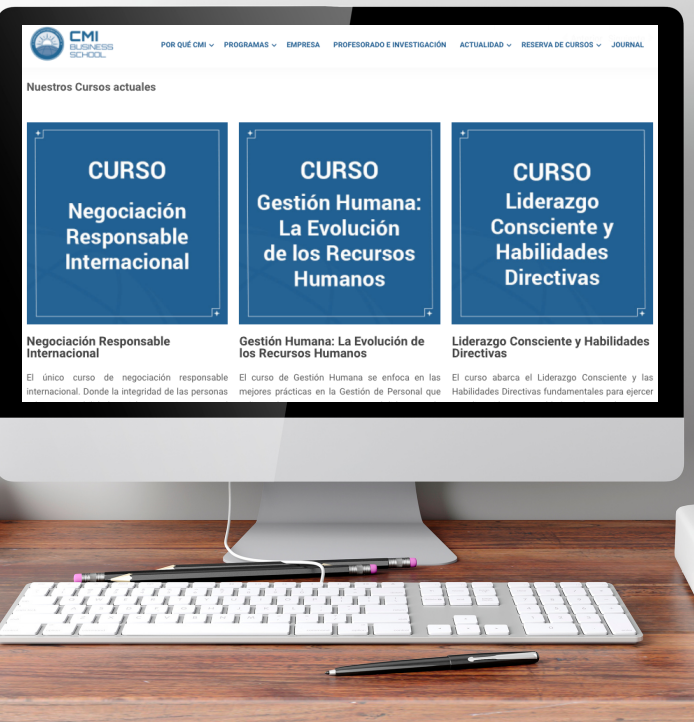 CMI
BUSINESS
SCHOOL
POR QUÉ CMI PROGRAMAS EMPRESA PROFESORADO E INVESTIGACIÓN ACTUALIDAD RESERVA DE CURSOS JOURNAL
Nuestros Cursos actuales
CURSO
Negociación
Responsable
Internacional
CURSO
Gestión Humana:
La Evolución
de los Recursos
Humanos
CURSO
Liderazgo
Consciente y
Habilidades
Directivas
Negociación Responsable
Internacional
El único curso de negociación responsable
internacional. Donde la integridad de las personas
Gestión Humana: La Evolución de
los Recursos Humanos
El curso de Gestión Humana se enfoca en las
mejores prácticas en la Gestión de Personal que
Liderazgo Consciente y Habilidades
Directivas
El curso abarca el Liderazgo Consciente y las
Habilidades Directivas fundamentales para ejercer